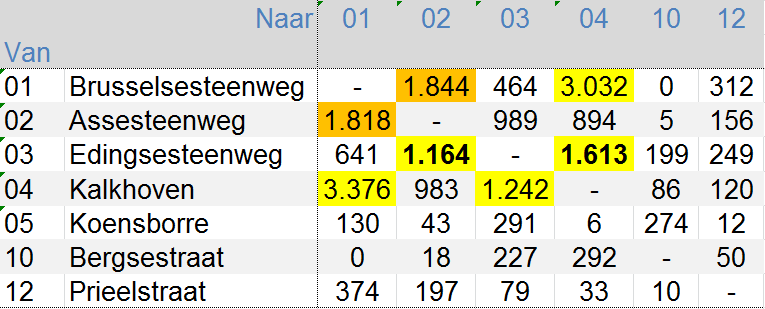 Naar 01 02 03 04 10 12
Van
01 Brusselsesteenweg - 1.844 464 3.032 0 312
02 Assesteenweg 1.818 - 989 894 5 156
03 Edingsesteenweg 641 1.164 - 1.613 199 249
04 Kalkhoven 3.376 983 1.242 - 86 120
05 Koensborre 130 43 291 6 274 12
10 Bergsestraat 0 18 227 292 - 50
12 Prieelstraat 374 197 79 33 10 -